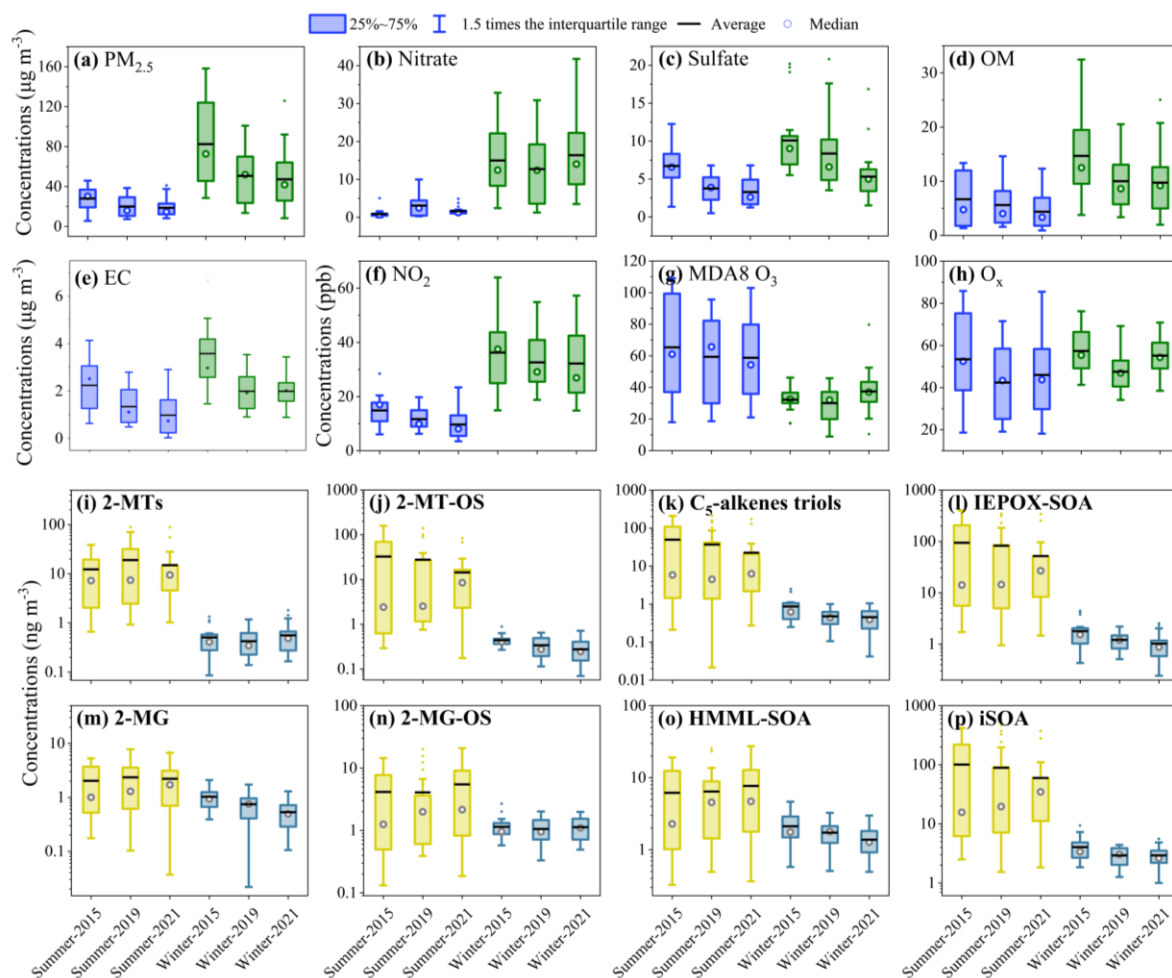 25%~75% 1.5 times the interquartile range Average Median
Concentrations (μg m⁻³)
(a) PM₂.₅
160
120
80
40
0
(b) Nitrate
40
30
20
10
0
(c) Sulfate
20
15
10
5
0
(d) OM
30
20
10
0
Concentrations (μg m⁻³)
(e) EC
6
4
2
0
Concentrations (ppb)
(f) NO₂
60
40
20
0
(g) MDA8 O₃
120
100
80
60
40
20
0
(h) Oₓ
100
80
60
40
20
Concentrations (ng m⁻³)
(i) 2-MTs
100
10
1
0.1
(j) 2-MT-OS
1000
100
10
1
0.1
(k) C₅-alkenes triols
1000
100
10
1
0.1
0.01
(l) IEPOX-SOA
1000
100
10
1
(m) 2-MG
10
1
0.1
(n) 2-MG-OS
100
10
1
0.1
(o) HMML-SOA
100
10
1
(p) iSOA
1000
100
10
1
Summer-2015 Summer-2019 Summer-2021 Winter-2015 Winter-2019 Winter-2021
Summer-2015 Summer-2019 Summer-2021 Winter-2015 Winter-2019 Winter-2021
Summer-2015 Summer-2019 Summer-2021 Winter-2015 Winter-2019 Winter-2021
Summer-2015 Summer-2019 Summer-2021 Winter-2015 Winter-2019 Winter-2021